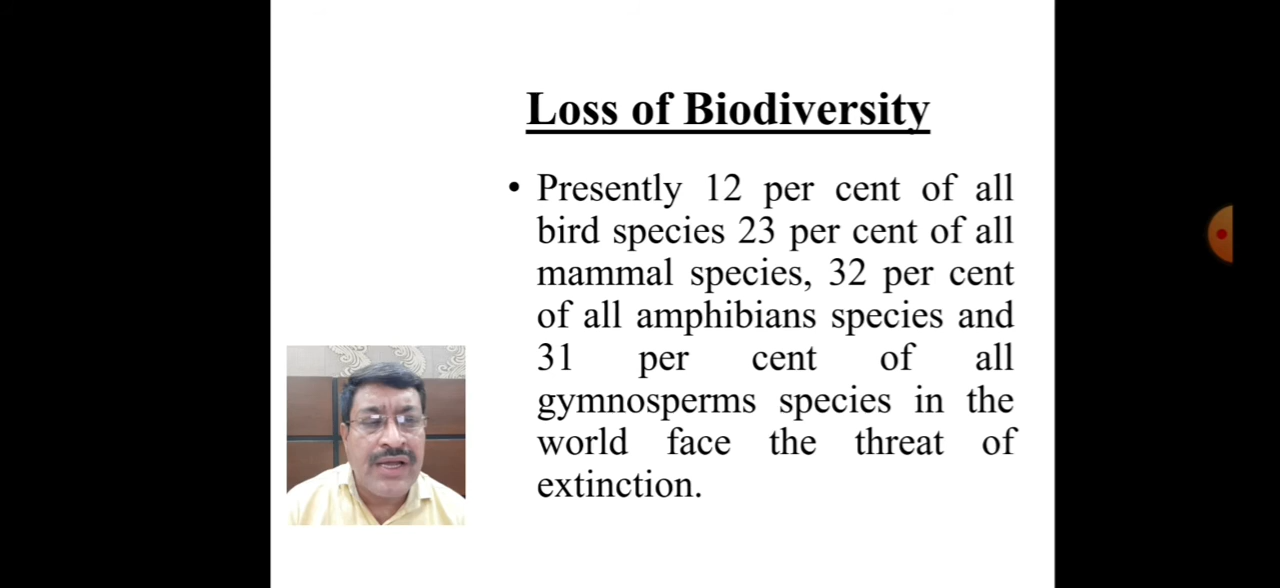 Loss of Biodiversity
• Presently 12 per cent of all
bird species 23 per cent of all
mammal species, 32 per cent
of all amphibians species and
31 per cent of all
gymnosperms species in the
world face the threat of
extinction.